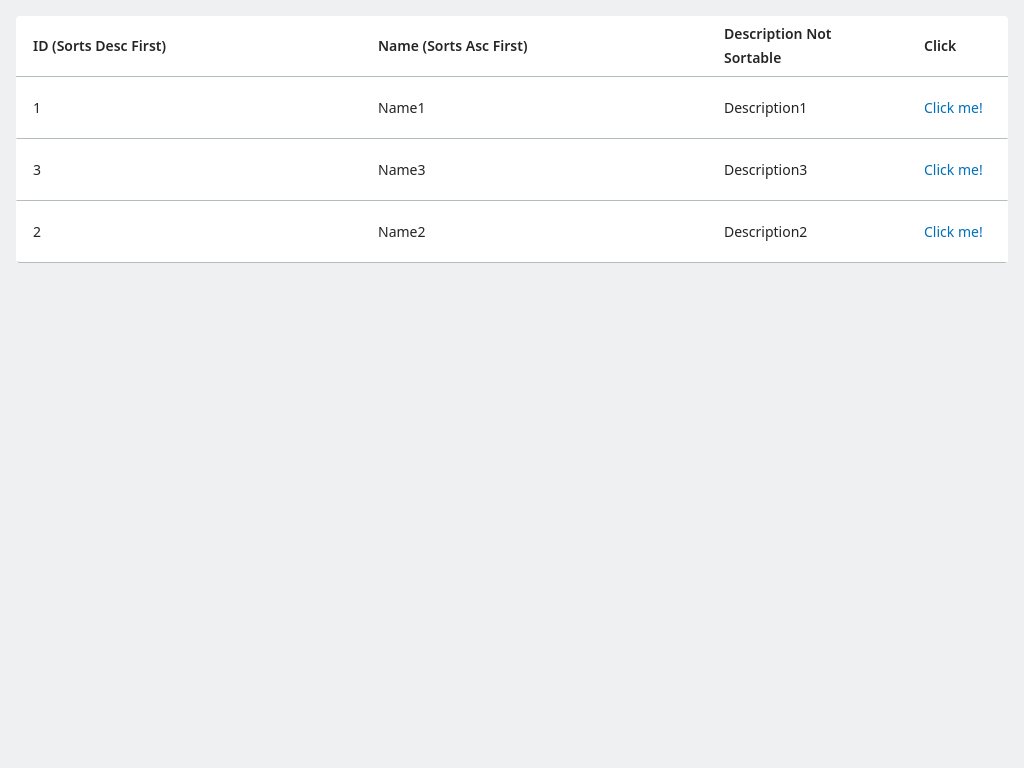 ID (Sorts Desc First) Name (Sorts Asc First) Description Not Sortable Click
1 Name1 Description1 Click me!
3 Name3 Description3 Click me!
2 Name2 Description2 Click me!